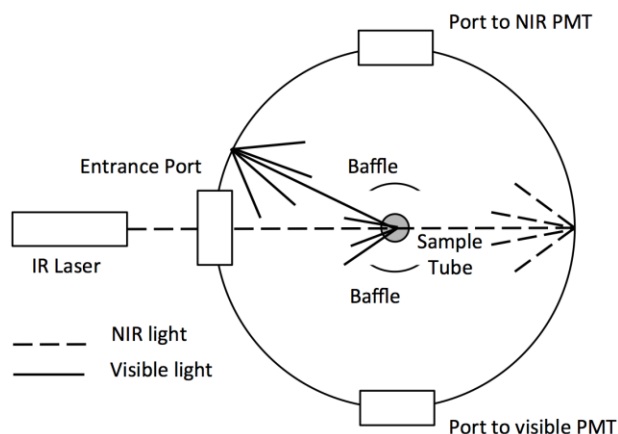 Port to NIR PMT
Entrance Port
Baffle
Sample
Tube
IR Laser
Baffle
NIR light
Visible light
Port to visible PMT